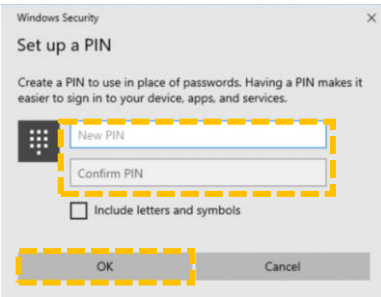 Windows Security
Set up a PIN
Create a PIN to use in place of passwords. Having a PIN makes it
easier to sign in to your device, apps, and services.
New PIN
Confirm PIN
Include letters and symbols
OK Cancel